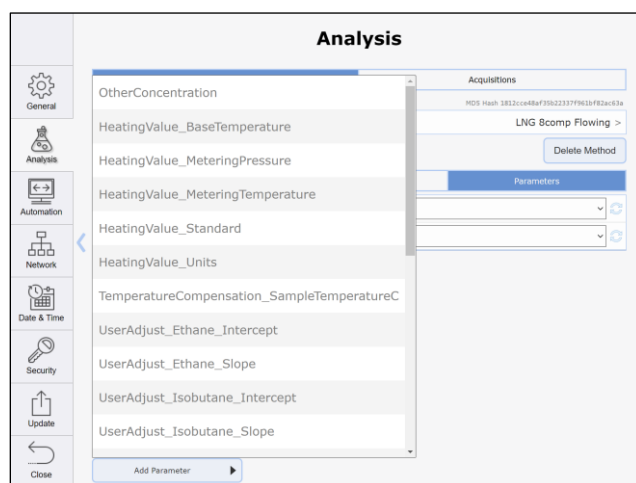 Analysis
General
Analysis
Automation
Network
Date & Time
Security
Update
Close
OtherConcentration
HeatingValue_BaseTemperature
HeatingValue_MeteringPressure
HeatingValue_MeteringTemperature
HeatingValue_Standard
HeatingValue_Units
TemperatureCompensation_SampleTemperatureC
UserAdjust_Ethane_Intercept
UserAdjust_Ethane_Slope
UserAdjust_Isobutane_Intercept
UserAdjust_Isobutane_Slope
Add Parameter
Acquisitions
MD5 Hash 1812cce48af35b22337f961bf82ac63a
LNG 8comp Flowing >
Delete Method
Parameters